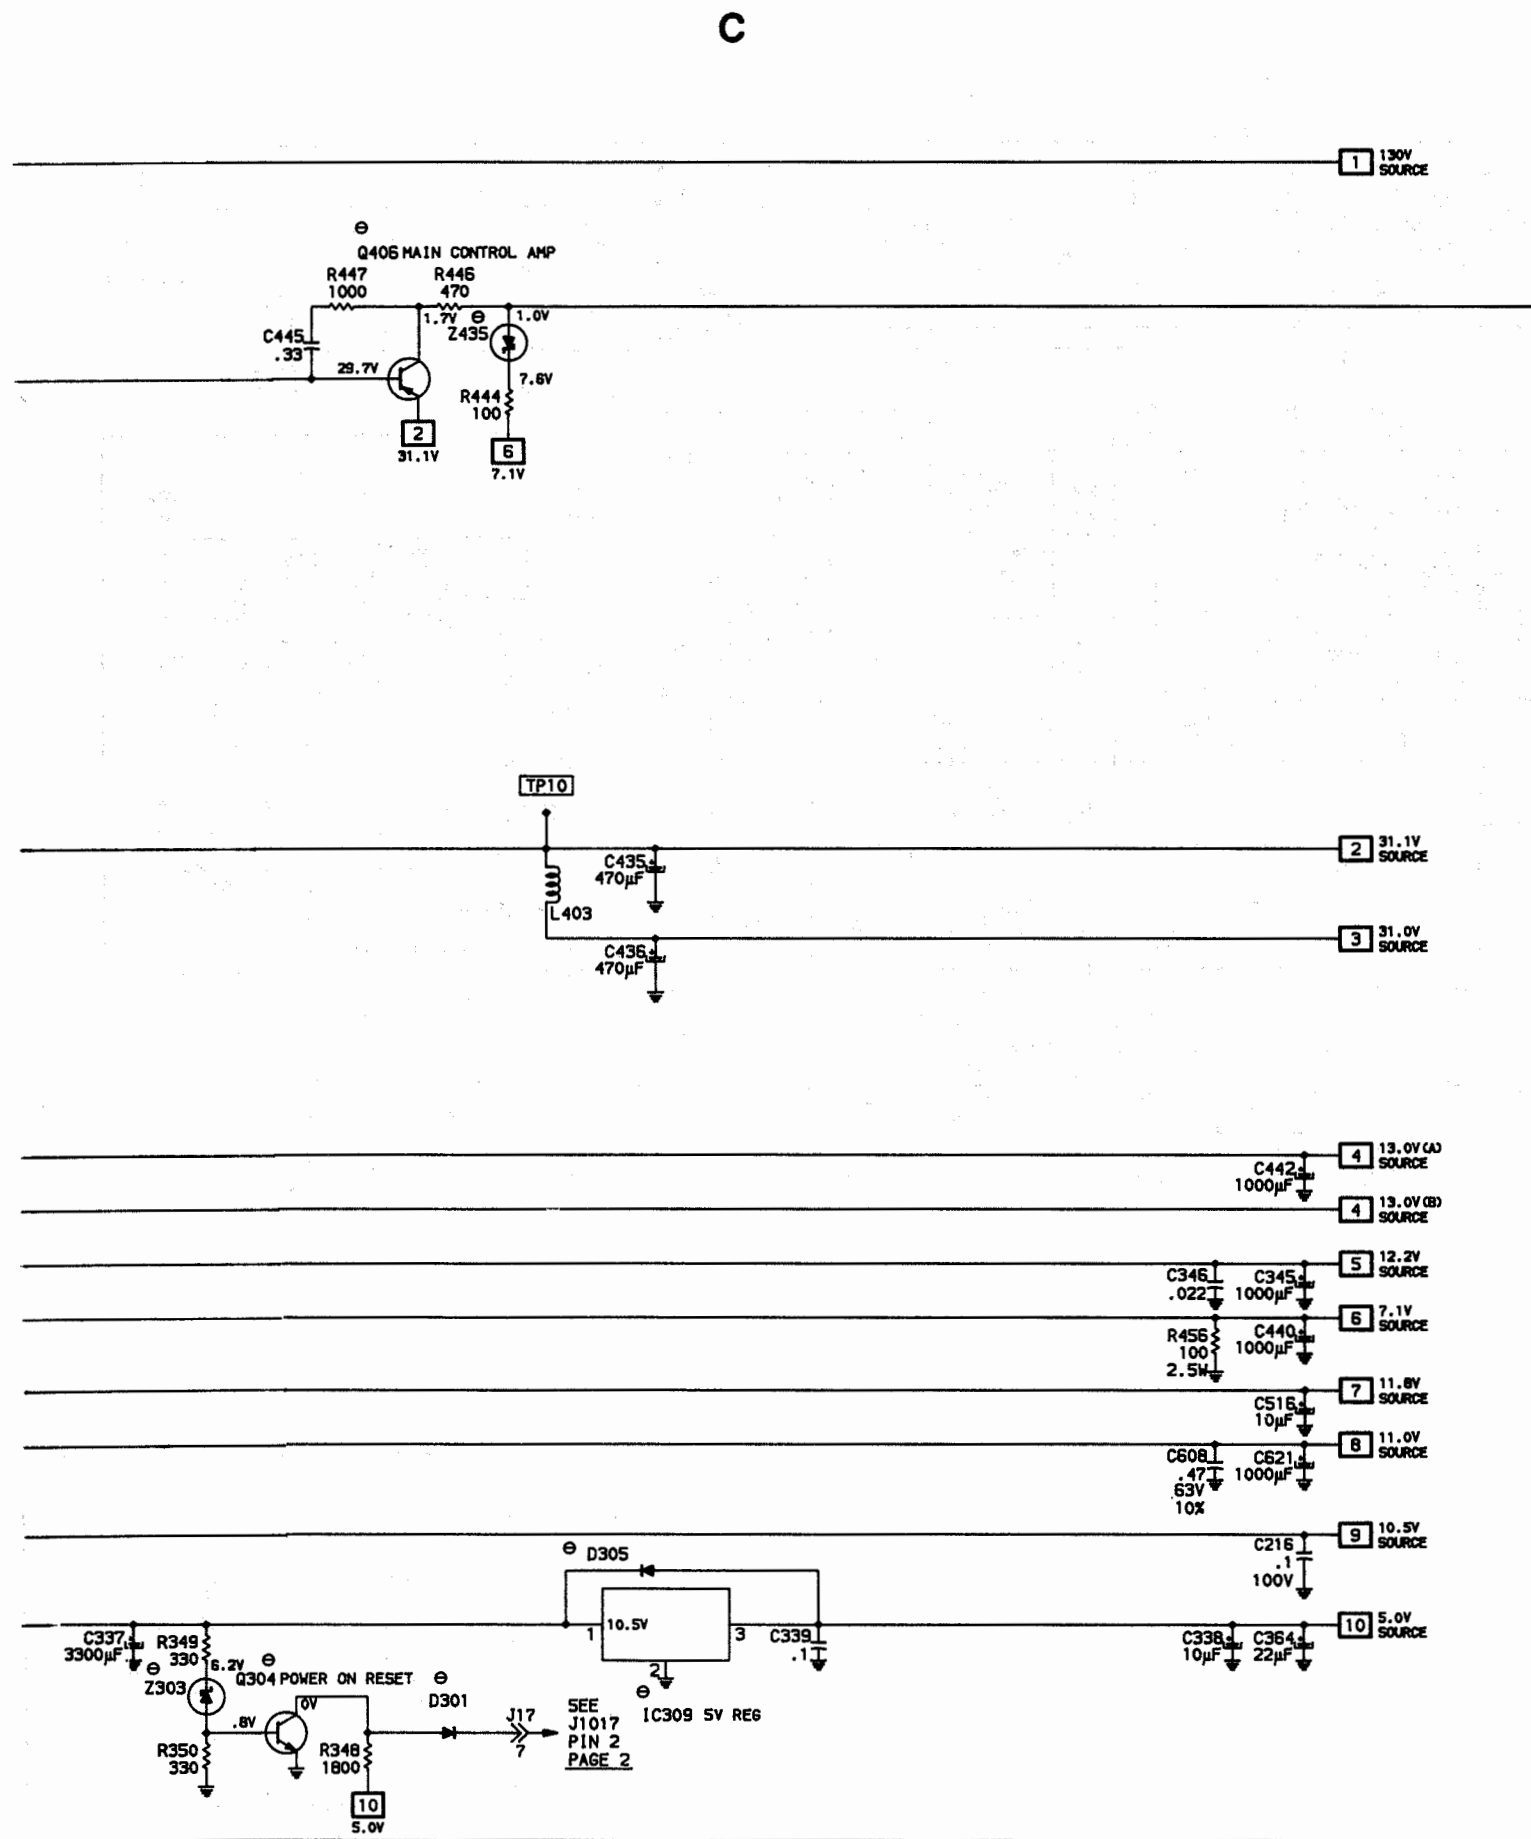 C
1 130V
SOURCE
Q406 MAIN CONTROL AMP
R447
1000
R446
470
1.7V
Z435
1.0V
C445
.33
29.7V
7.6V
R444
100
2
31.1V
6
7.1V
TP10
2 31.1V
SOURCE
C435
470µF
L403
3 31.0V
SOURCE
C436
470µF
4 13.0V(A)
SOURCE
C442
1000µF
4 13.0V(B)
SOURCE
5 12.2V
SOURCE
C346
.022
C345
1000µF
6 7.1V
SOURCE
R456
100
2.5W
C440
1000µF
7 11.8V
SOURCE
C516
10µF
8 11.0V
SOURCE
C608
.47
63V
10%
C621
1000µF
9 10.5V
SOURCE
C216
.1
100V
D305
10.5V
1
3
2
IC309 5V REG
C339
.1
10 5.0V
SOURCE
C338
10µF
C364
22µF
C337
3300µF
R349
330
6.2V
Z303
Q304 POWER ON RESET
0V
.8V
R350
330
R348
1800
D301
J17
7
SEE
J1017
PIN 2
PAGE 2
10
5.0V